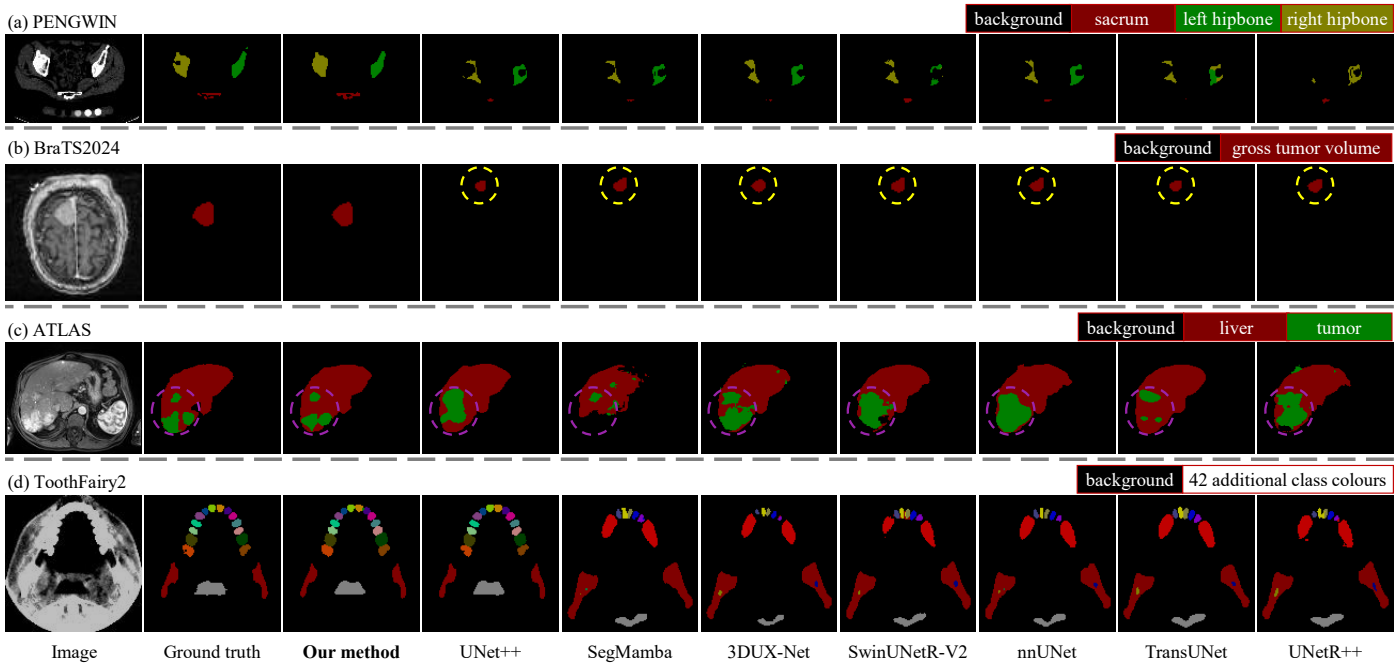 (a) PENGWIN
background sacrum left hipbone right hipbone
(b) BraTS2024
background gross tumor volume
(c) ATLAS
background liver tumor
(d) ToothFairy2
background 42 additional class colours
Image Ground truth Our method UNet++ SegMamba 3DUX-Net SwinUNetR-V2 nnUNet TransUNet UNetR++